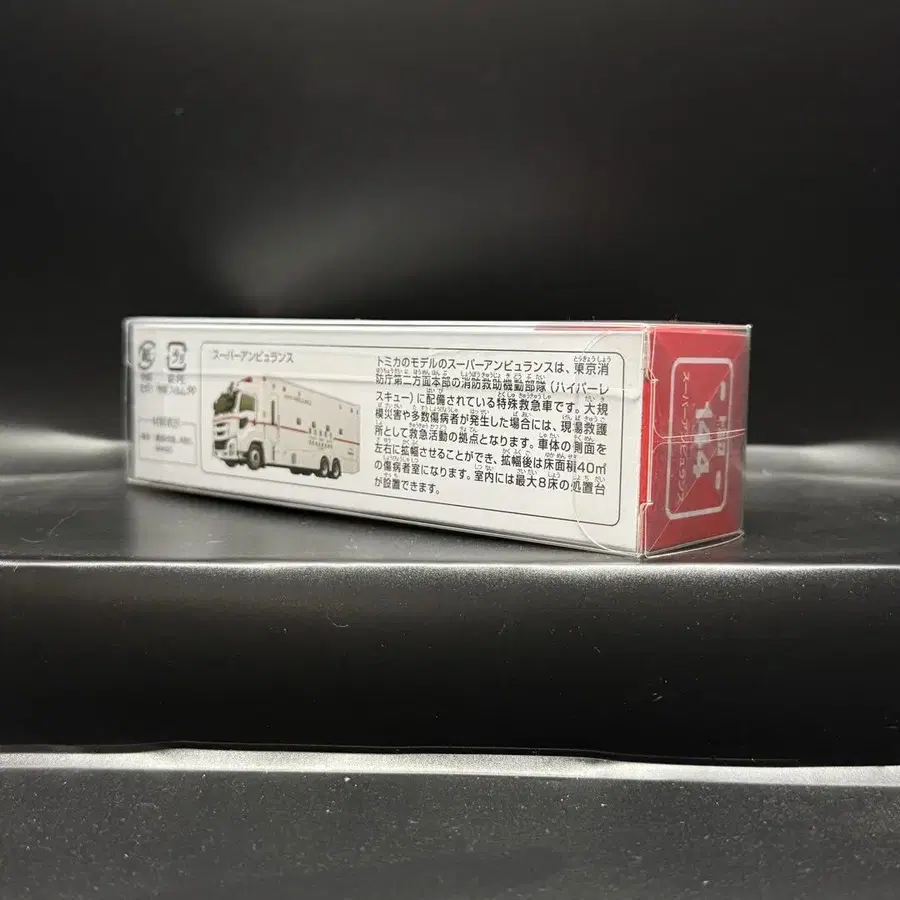 スーパーアンビュランス
トミカのモデルのスーパーアンビュランスは、東京消
防庁第二方面本部の消防救助機動部隊（ハイパーレ
スキュー）に配備されている特殊救急車です。大規
模災害や多数傷病者が発生した場合には、現場救護
所として救急活動の拠点となります。車体の側面を
左右に拡幅させることができ、拡幅後は床面積40㎡
の傷病者室になります。室内には最大8床の処置台
が設置できます。
144
スーパーアンビュランス